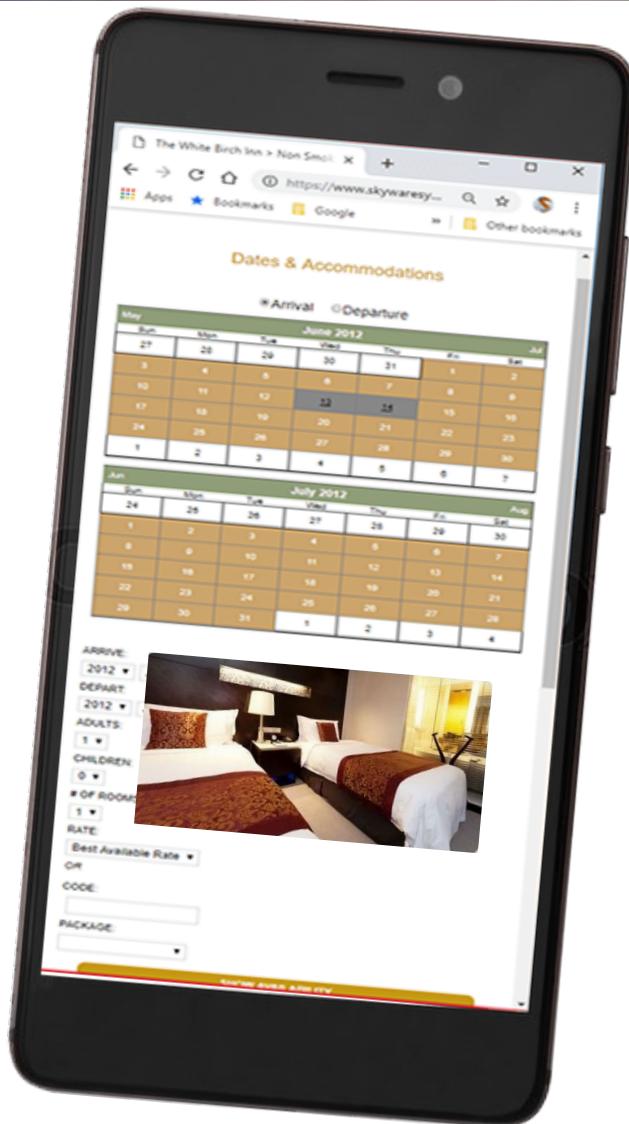 The White Birch Inn > Non Smok
https://www.skywaresy...
Apps Bookmarks Google » Other bookmarks
Dates & Accommodations
Arrival Departure
May June 2012 Jul
Sun Mon Tue Wed Thu Fri Sat
27 28 29 30 31 1 2
3 4 5 6 7 8 9
10 11 12 13 14 15 16
17 18 19 20 21 22 23
24 25 26 27 28 29 30
1 2 3 4 5 6 7
Jun July 2012 Aug
Sun Mon Tue Wed Thu Fri Sat
24 25 26 27 28 29 30
1 2 3 4 5 6 7
8 9 10 11 12 13 14
15 16 17 18 19 20 21
22 23 24 25 26 27 28
29 30 31 1 2 3 4
ARRIVE:
2012
DEPART:
2012
ADULTS:
1
CHILDREN:
0
# OF ROOMS
1
RATE:
Best Available Rate
OR
CODE:
PACKAGE:
SHOW AVAILABILITY